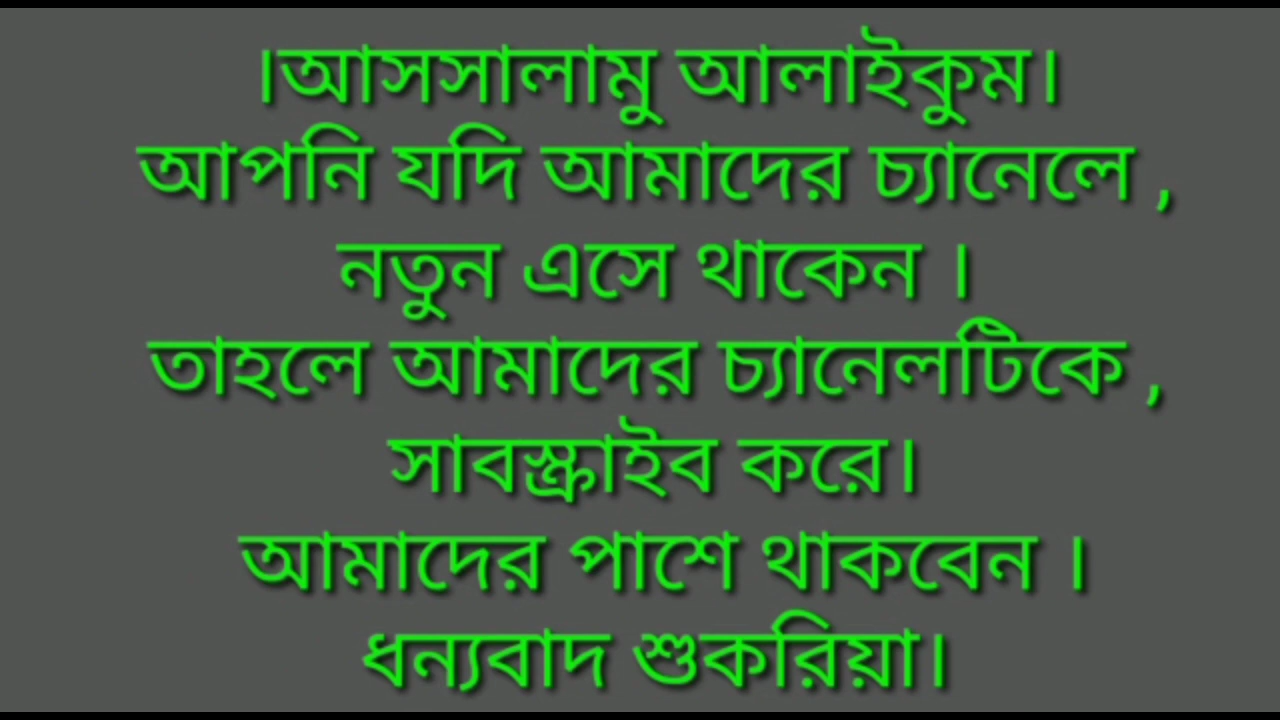 ।আসসালামু আলাইকুম।
আপনি যদি আমাদের চ্যানেলে ,
নতুন এসে থাকেন ।
তাহলে আমাদের চ্যানেলটিকে ,
সাবস্ক্রাইব করে।
আমাদের পাশে থাকবেন ।
ধন্যবাদ শুকরিয়া।